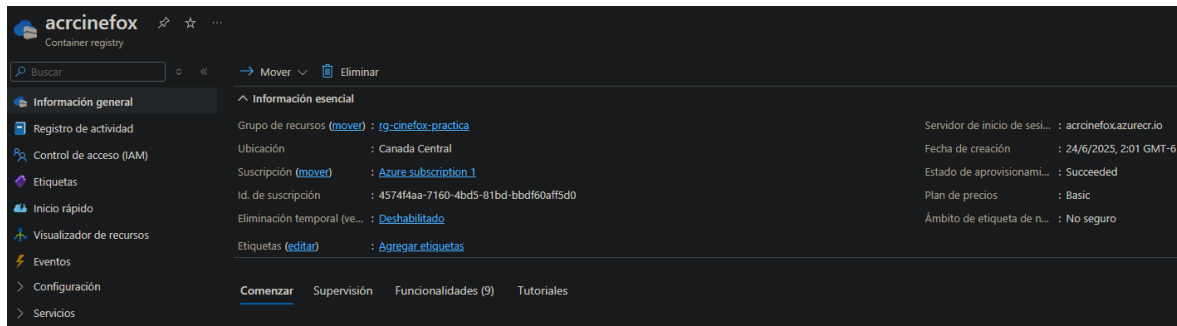 acrcinefox
Container registry
Buscar
Mover
Eliminar
Información general
Registro de actividad
Control de acceso (IAM)
Etiquetas
Inicio rápido
Visualizador de recursos
Eventos
Configuración
Servicios
Información esencial
Grupo de recursos (mover) : rg-cinefox-practica
Ubicación : Canada Central
Suscripción (mover) : Azure subscription 1
Id. de suscripción : 4574f4aa-7160-4bd5-81bd-bbdf60aff5d0
Eliminación temporal (ve... : Deshabilitado
Etiquetas (editar) : Agregar etiquetas
Servidor de inicio de sesi... : acrcinefox.azurecr.io
Fecha de creación : 24/6/2025, 2:01 GMT-6
Estado de aprovisionami... : Succeeded
Plan de precios : Basic
Ámbito de etiqueta de n... : No seguro
Comenzar Supervisión Funcionalidades (9) Tutoriales